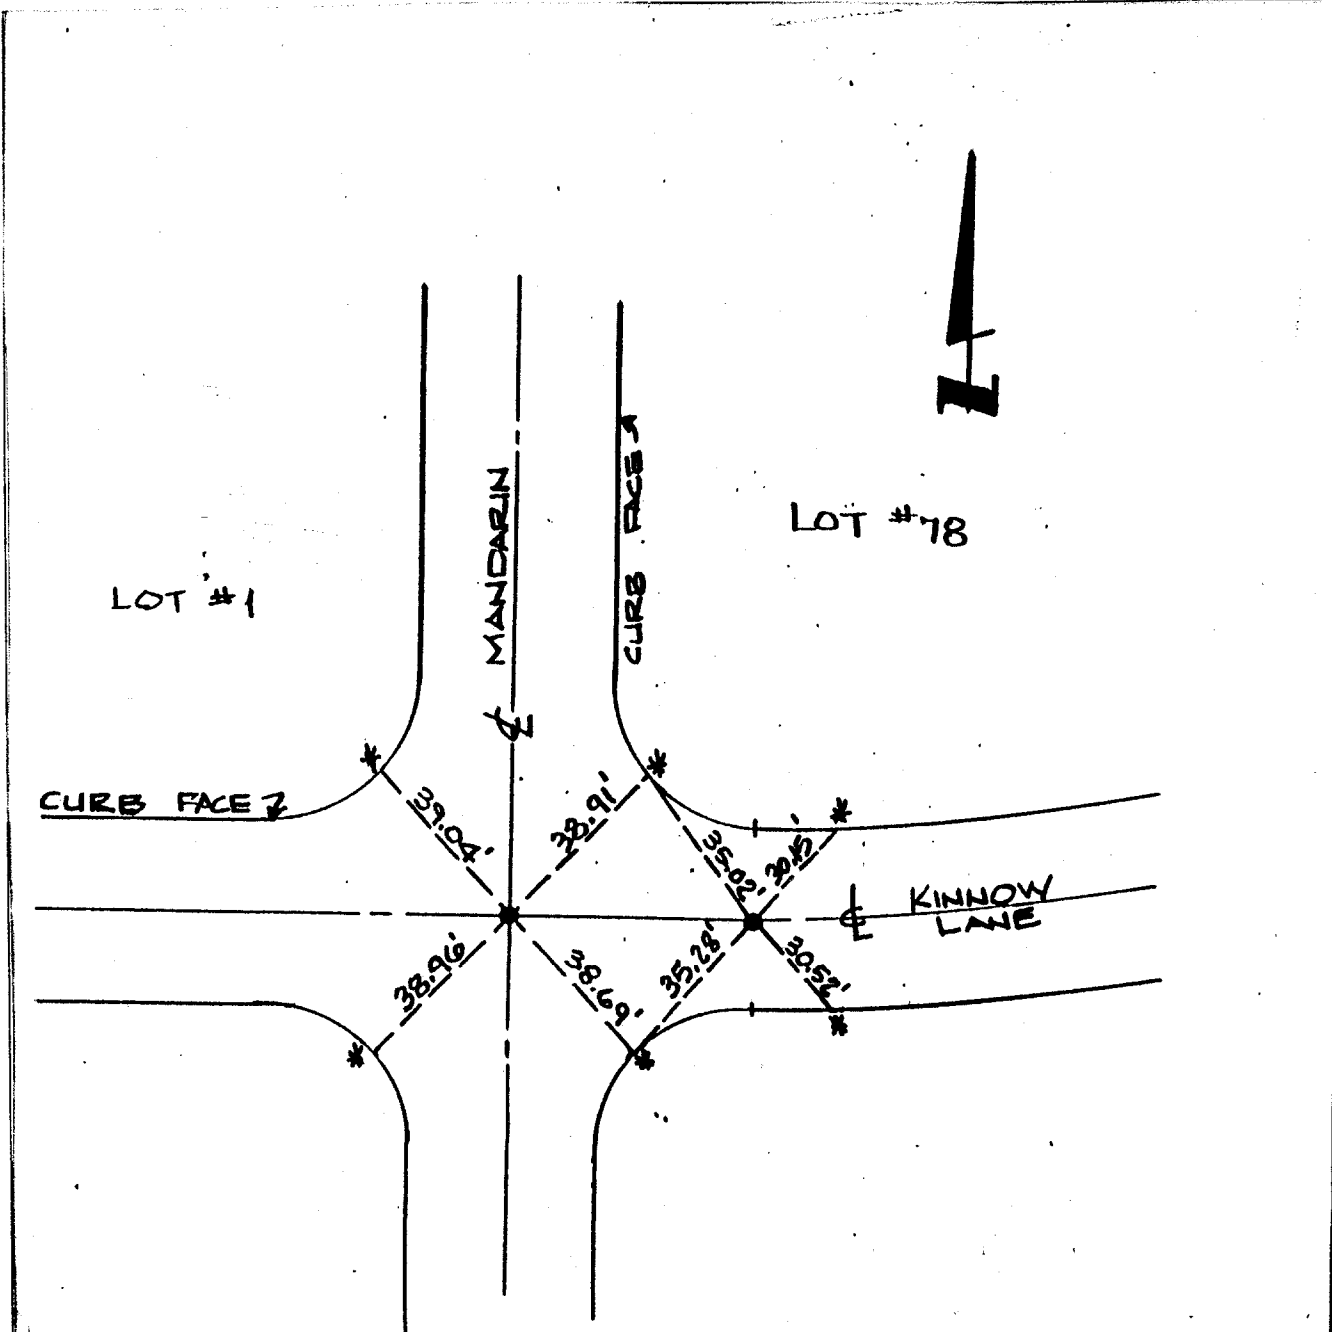 LOT #78
LOT #1
MANDARIN
CURB FACE
℄
CURB FACE
39.04'
38.91'
35.02'
30.15'
℄ KINNOW
LANE
38.96'
38.69'
35.28'
30.52'